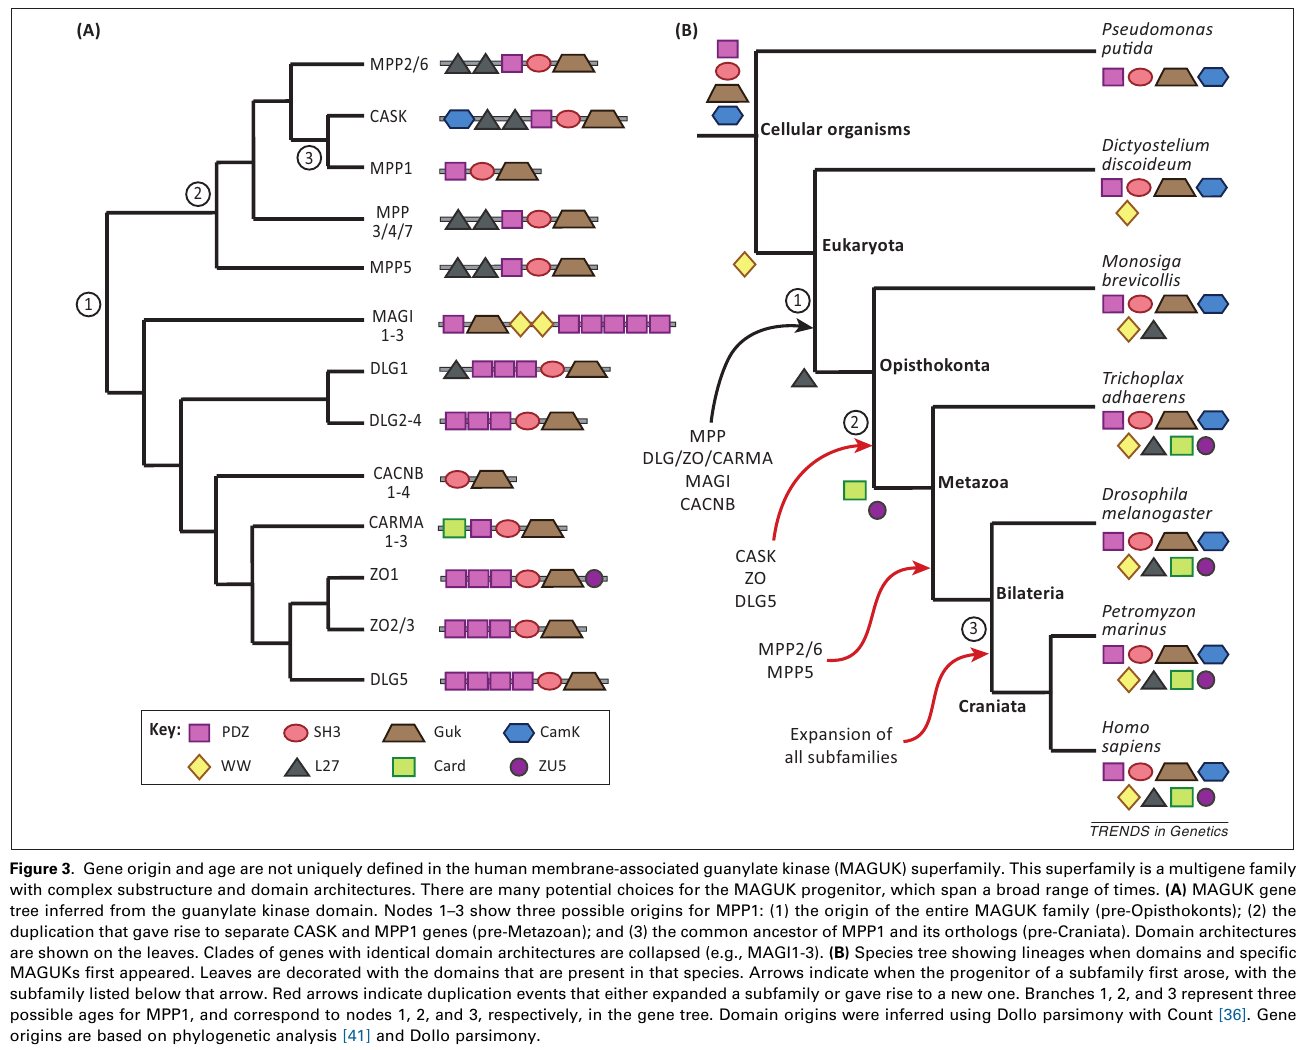 (A)
MPP2/6
CASK
3
MPP1
2
MPP
3/4/7
MPP5
1
MAGI
1-3
DLG1
DLG2-4
CACNB
1-4
CARMA
1-3
ZO1
ZO2/3
DLG5
Key:
PDZ
SH3
Guk
CamK
WW
L27
Card
ZU5
(B)
Pseudomonas
putida
Cellular organisms
Dictyostelium
discoideum
Eukaryota
Monosiga
brevicollis
1
Opisthokonta
Trichoplax
adhaerens
2
MPP
DLG/ZO/CARMA
MAGI
CACNB
Metazoa
Drosophila
melanogaster
CASK
ZO
DLG5
Bilateria
Petromyzon
marinus
3
MPP2/6
MPP5
Craniata
Homo
sapiens
Expansion of
all subfamilies
TRENDS in Genetics
Figure 3. Gene origin and age are not uniquely defined in the human membrane-associated guanylate kinase (MAGUK) superfamily. This superfamily is a multigene family
with complex substructure and domain architectures. There are many potential choices for the MAGUK progenitor, which span a broad range of times. (A) MAGUK gene
tree inferred from the guanylate kinase domain. Nodes 1–3 show three possible origins for MPP1: (1) the origin of the entire MAGUK family (pre-Opisthokonts); (2) the
duplication that gave rise to separate CASK and MPP1 genes (pre-Metazoan); and (3) the common ancestor of MPP1 and its orthologs (pre-Craniata). Domain architectures
are shown on the leaves. Clades of genes with identical domain architectures are collapsed (e.g., MAGI1-3). (B) Species tree showing lineages when domains and specific
MAGUKs first appeared. Leaves are decorated with the domains that are present in that species. Arrows indicate when the progenitor of a subfamily first arose, with the
subfamily listed below that arrow. Red arrows indicate duplication events that either expanded a subfamily or gave rise to a new one. Branches 1, 2, and 3 represent three
possible ages for MPP1, and correspond to nodes 1, 2, and 3, respectively, in the gene tree. Domain origins were inferred using Dollo parsimony with Count [36]. Gene
origins are based on phylogenetic analysis [41] and Dollo parsimony.